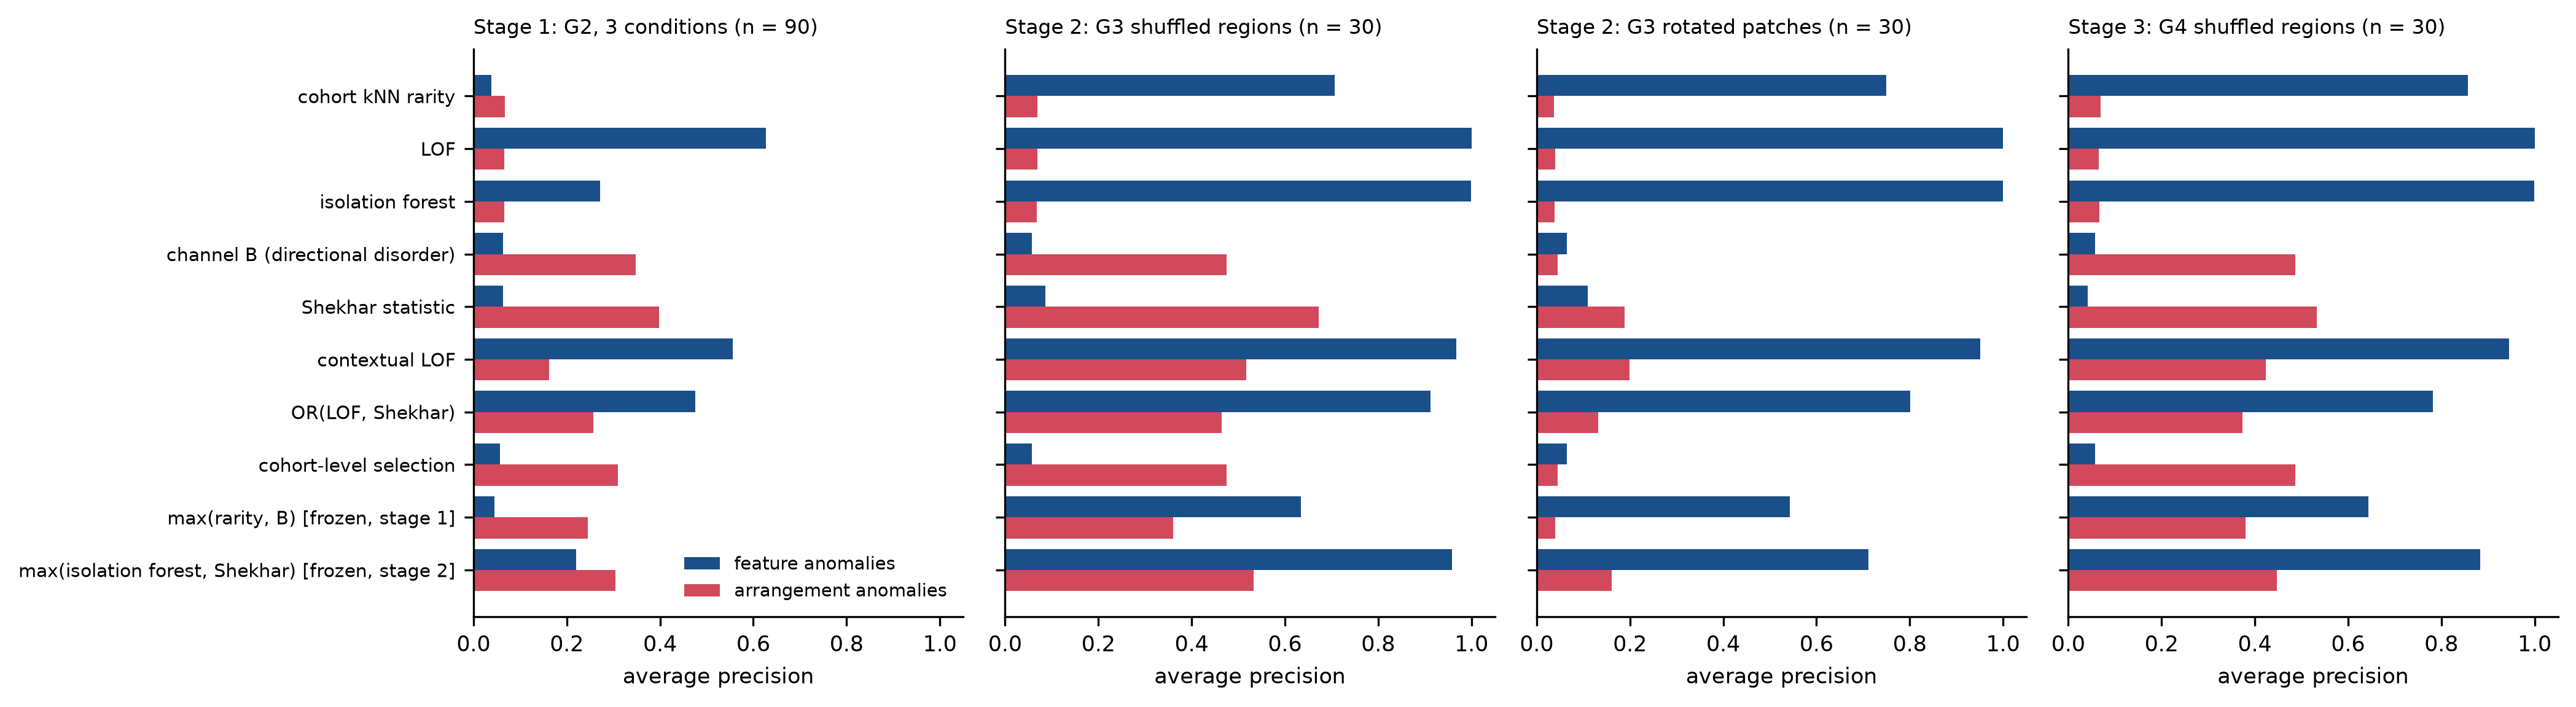 Stage 1: G2, 3 conditions (n = 90)
Stage 2: G3 shuffled regions (n = 30)
Stage 2: G3 rotated patches (n = 30)
Stage 3: G4 shuffled regions (n = 30)
cohort kNN rarity
LOF
isolation forest
channel B (directional disorder)
Shekhar statistic
contextual LOF
OR(LOF, Shekhar)
cohort-level selection
max(rarity, B) [frozen, stage 1]
max(isolation forest, Shekhar) [frozen, stage 2]
feature anomalies
arrangement anomalies
0.0 0.2 0.4 0.6 0.8 1.0
0.0 0.2 0.4 0.6 0.8 1.0
0.0 0.2 0.4 0.6 0.8 1.0
0.0 0.2 0.4 0.6 0.8 1.0
average precision
average precision
average precision
average precision